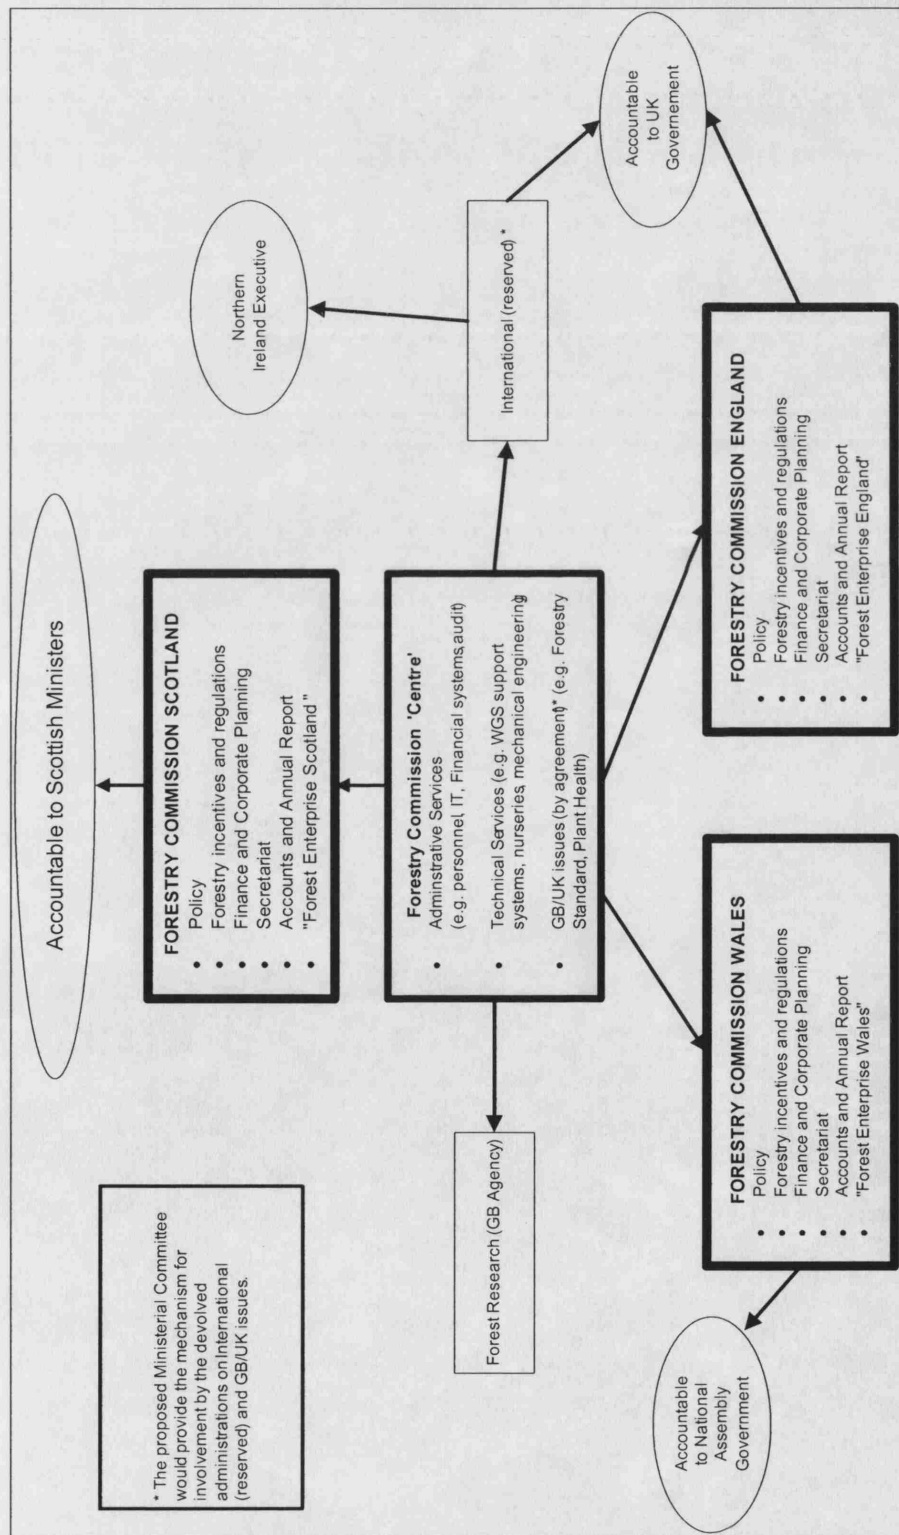 Accountable to Scottish Ministers
* The proposed Ministerial Committee
would provide the mechanism for
involvement by the devolved
administrations on International
(reserved) and GB/UK issues.
FORESTRY COMMISSION SCOTLAND
• Policy
• Forestry incentives and regulations
• Finance and Corporate Planning
• Secretariat
• Accounts and Annual Report
• "Forest Enterprise Scotland"
Northern
Ireland Executive
Forest Research (GB Agency)
Forestry Commission 'Centre'
• Adminstrative Services
(e.g. personnel, IT, Financial systems, audit)
• Technical Services (e.g. WGS support
systems, nurseries, mechanical engineering)
• GB/UK issues (by agreement)* (e.g. Forestry
Standard, Plant Health)
International (reserved) *
Accountable
to UK
Governement
Accountable
to National
Assembly
Government
FORESTRY COMMISSION WALES
• Policy
• Forestry incentives and regulations
• Finance and Corporate Planning
• Secretariat
• Accounts and Annual Report
• "Forest Enterprise Wales"
FORESTRY COMMISSION ENGLAND
• Policy
• Forestry incentives and regulations
• Finance and Corporate Planning
• Secretariat
• Accounts and Annual Report
• "Forest Enterprise England"